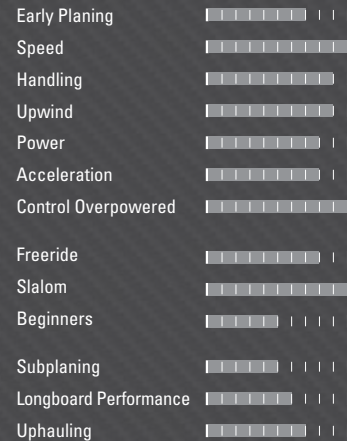 Early Planing
Speed
Handling
Upwind
Power
Acceleration
Control Overpowered
Freeride
Slalom
Beginners
Subplaning
Longboard Performance
Uphauling